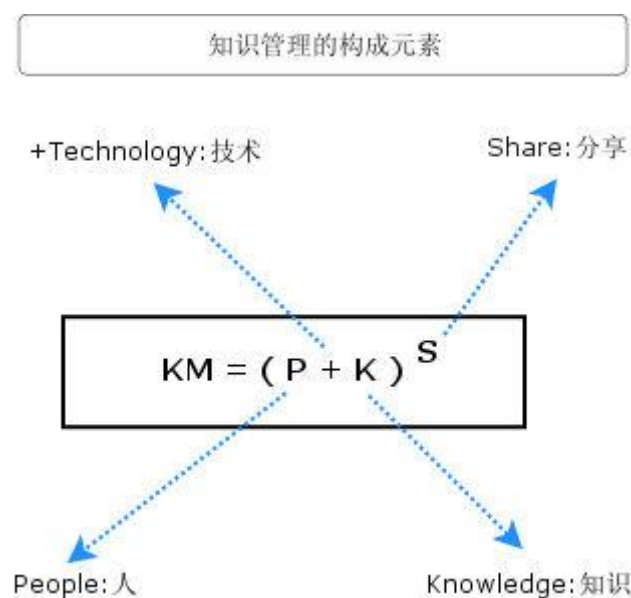 知识管理的构成元素
+Technology:技术
Share:分享
KM = ( P + K ) S
People:人
Knowledge:知识